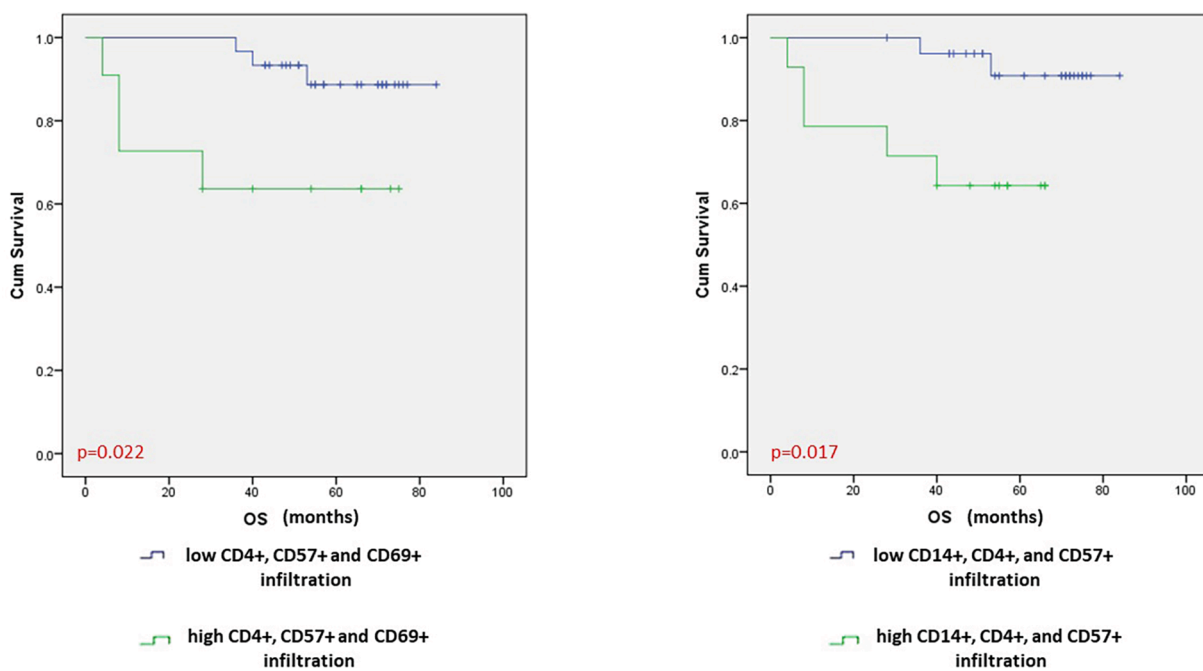 1.0
0.8
0.6
0.4
0.2
0.0
Cum Survival
p=0.022
0 20 40 60 80 100
OS (months)
low CD4+, CD57+ and CD69+
infiltration
high CD4+, CD57+ and CD69+
infiltration
1.0
0.8
0.6
0.4
0.2
0.0
Cum Survival
p=0.017
0 20 40 60 80 100
OS (months)
low CD14+, CD4+, and CD57+
infiltration
high CD14+, CD4+, and CD57+
infiltration